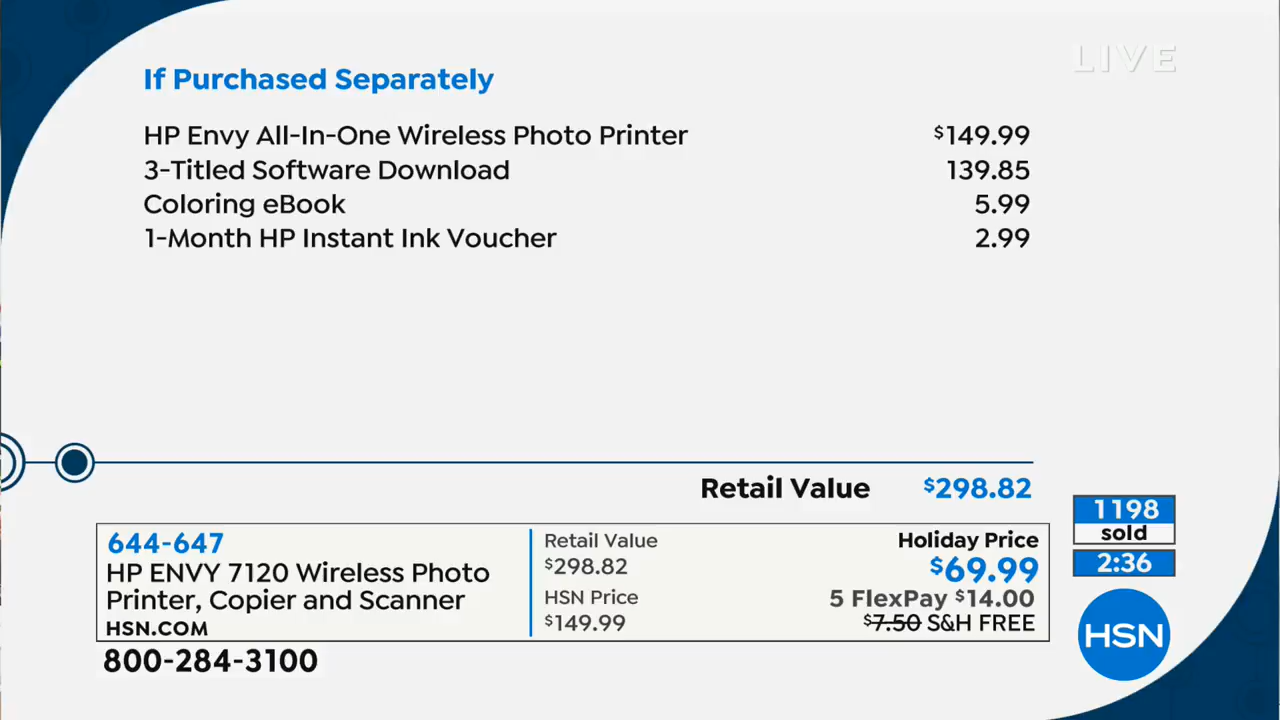 LIVE
If Purchased Separately
HP Envy All-In-One Wireless Photo Printer $149.99
3-Titled Software Download 139.85
Coloring eBook 5.99
1-Month HP Instant Ink Voucher 2.99
Retail Value $298.82
644-647
HP ENVY 7120 Wireless Photo
Printer, Copier and Scanner
HSN.COM
800-284-3100
Retail Value
$298.82
HSN Price
$149.99
Holiday Price
$69.99
5 FlexPay $14.00
$7.50 S&H FREE
1198
sold
2:36
HSN